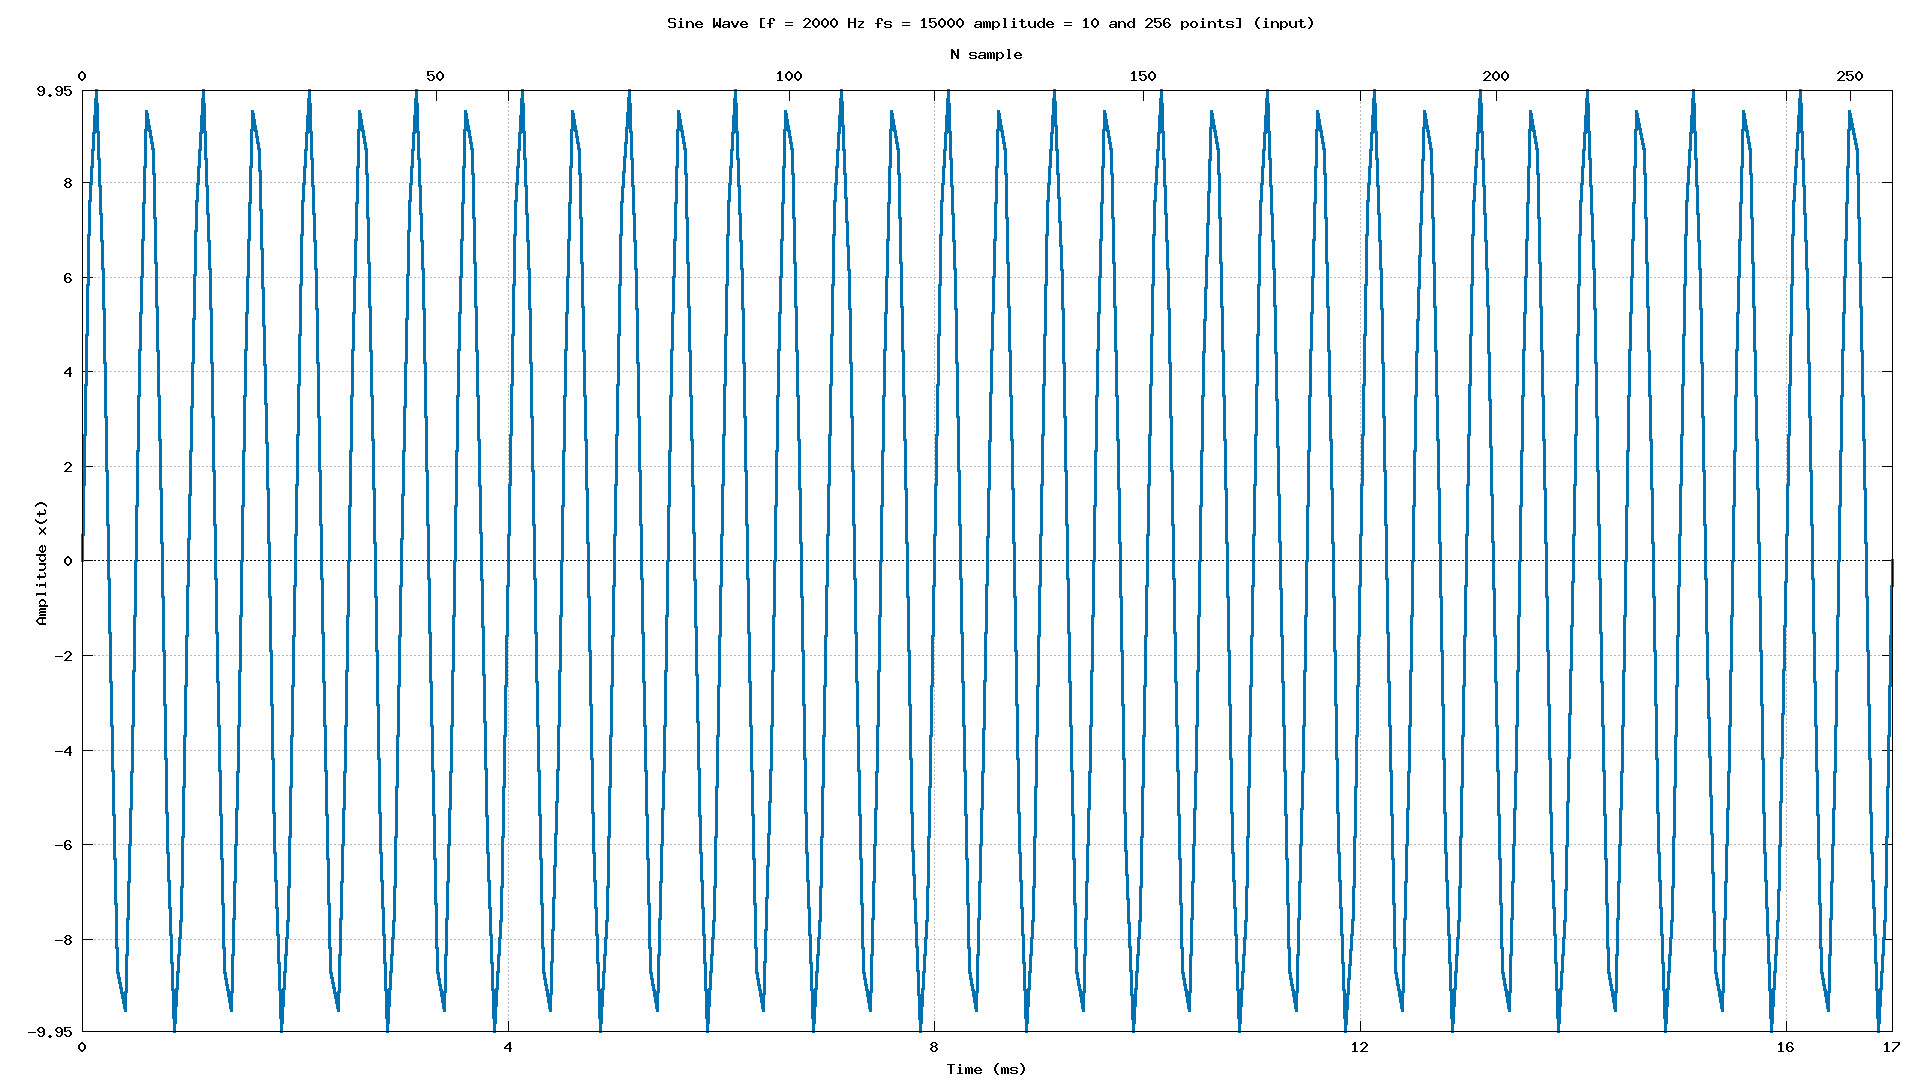 Sine Wave [f = 2000 Hz fs = 15000 amplitude = 10 and 256 points] (input)
N sample
0 50 100 150 200 250
9.95
8
6
4
2
0
-2
-4
-6
-8
-9.95
Amplitude x(t)
0 4 8 12 16 17
Time (ms)